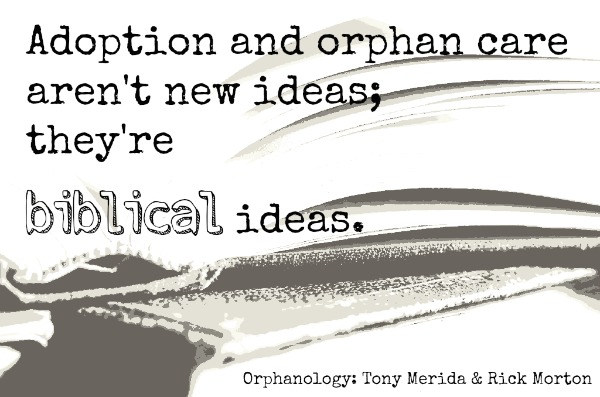 Adoption and orphan care
aren't new ideas;
they're
biblical ideas.
Orphanology: Tony Merida & Rick Morton